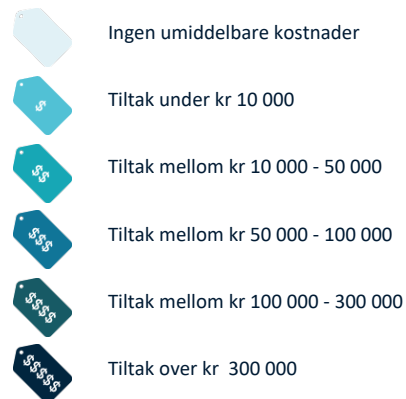 Ingen umiddelbare kostnader
$
Tiltak under kr 10 000
$$
Tiltak mellom kr 10 000 - 50 000
$$$
Tiltak mellom kr 50 000 - 100 000
$$$$
Tiltak mellom kr 100 000 - 300 000
$$$$$
Tiltak over kr  300 000